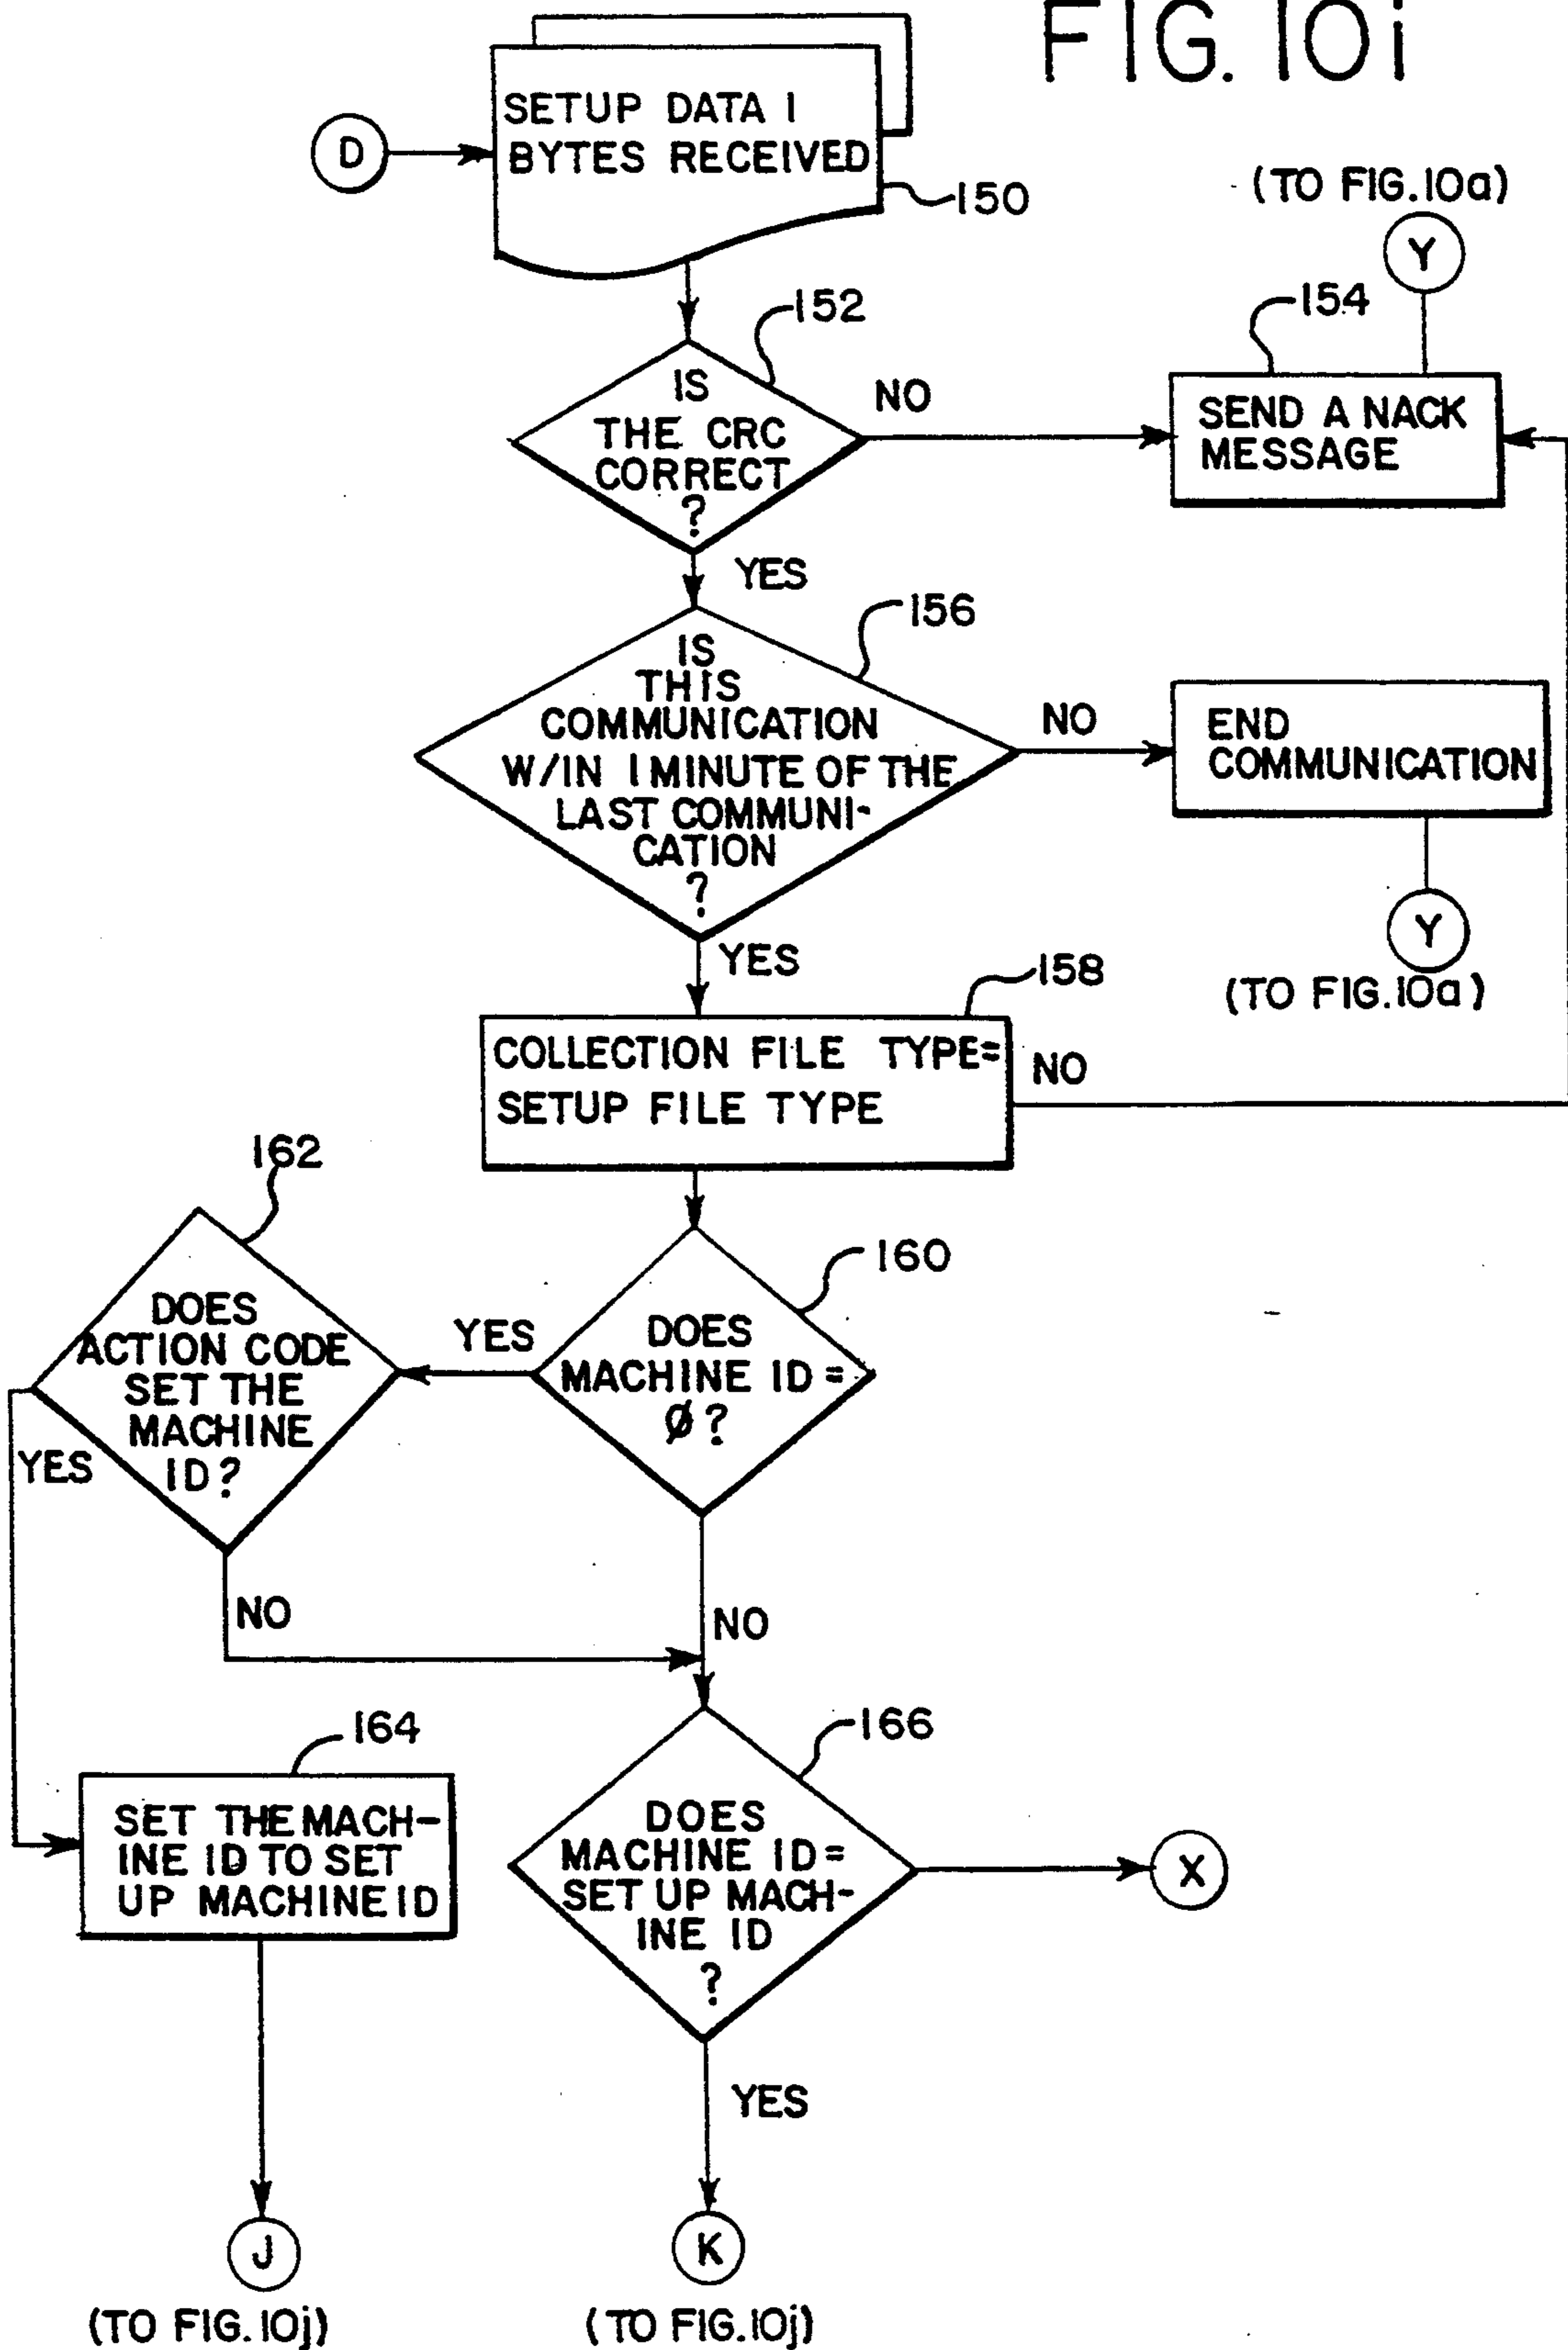 FIG. 10i
SETUP DATA 1
BYTES RECEIVED
D
150
(TO FIG. 10a)
Y
152
154
IS
THE CRC
CORRECT
?
NO
SEND A NACK
MESSAGE
YES
156
IS
THIS
COMMUNICATION
W/IN 1 MINUTE OF THE
LAST COMMUNI-
CATION
?
NO
END
COMMUNICATION
Y
(TO FIG. 10a)
YES
158
COLLECTION FILE TYPE=
SETUP FILE TYPE
NO
162
160
DOES
ACTION CODE
SET THE
MACHINE
ID?
YES
DOES
MACHINE ID =
Ø?
YES
NO
NO
164
166
SET THE MACH-
INE ID TO SET
UP MACHINE ID
DOES
MACHINE ID=
SET UP MACH-
INE ID
?
X
YES
J
K
(TO FIG. 10j)
(TO FIG. 10j)